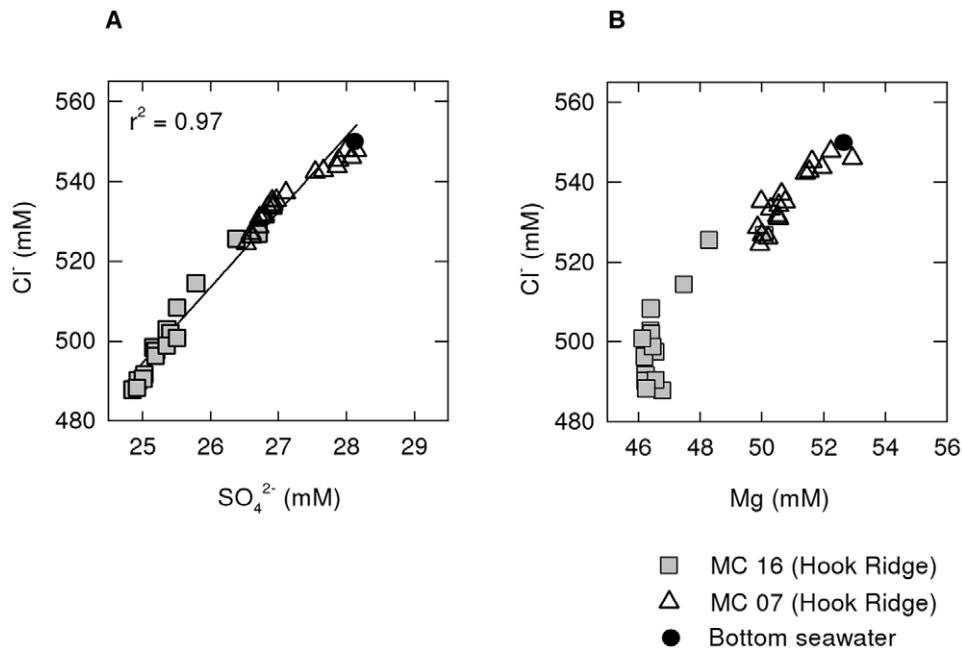 A
B
r² = 0.97
560
540
520
500
480
Cl⁻ (mM)
25 26 27 28 29
SO₄²⁻ (mM)
560
540
520
500
480
Cl⁻ (mM)
46 48 50 52 54 56
Mg (mM)
MC 16 (Hook Ridge)
MC 07 (Hook Ridge)
Bottom seawater